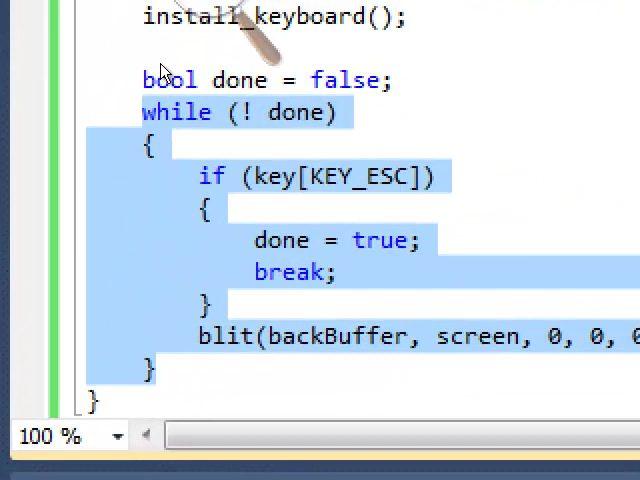 install_keyboard();
bool done = false;
while (! done)
{
if (key[KEY_ESC])
{
done = true;
break;
}
blit(backBuffer, screen, 0, 0, 0
}
}
100 %